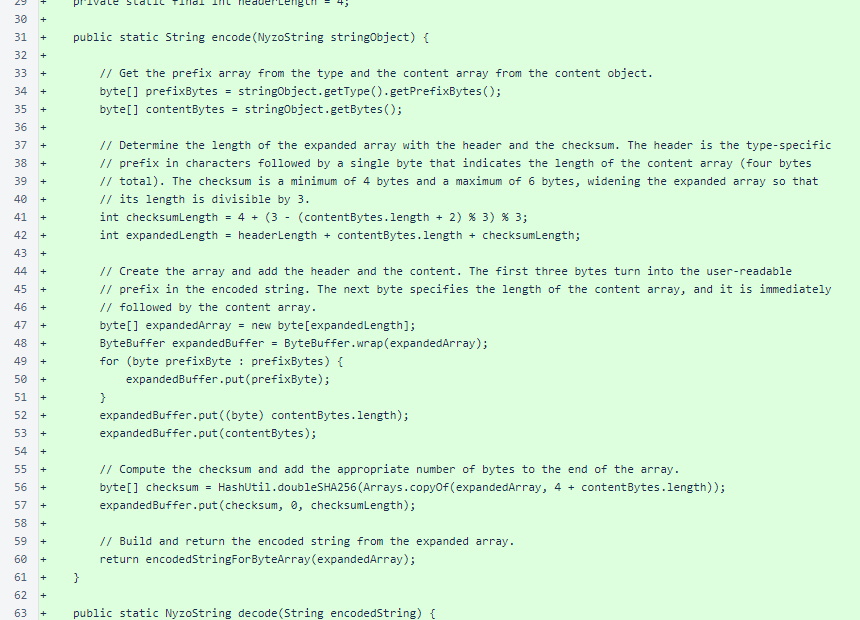 29 + private static final int headerLength = 4;
30 +
31 + public static String encode(NyzoString stringObject) {
32 +
33 + // Get the prefix array from the type and the content array from the content object.
34 + byte[] prefixBytes = stringObject.getType().getPrefixBytes();
35 + byte[] contentBytes = stringObject.getBytes();
36 +
37 + // Determine the length of the expanded array with the header and the checksum. The header is the type-specific
38 + // prefix in characters followed by a single byte that indicates the length of the content array (four bytes
39 + // total). The checksum is a minimum of 4 bytes and a maximum of 6 bytes, widening the expanded array so that
40 + // its length is divisible by 3.
41 + int checksumLength = 4 + (3 - (contentBytes.length + 2) % 3) % 3;
42 + int expandedLength = headerLength + contentBytes.length + checksumLength;
43 +
44 + // Create the array and add the header and the content. The first three bytes turn into the user-readable
45 + // prefix in the encoded string. The next byte specifies the length of the content array, and it is immediately
46 + // followed by the content array.
47 + byte[] expandedArray = new byte[expandedLength];
48 + ByteBuffer expandedBuffer = ByteBuffer.wrap(expandedArray);
49 + for (byte prefixByte : prefixBytes) {
50 + expandedBuffer.put(prefixByte);
51 + }
52 + expandedBuffer.put((byte) contentBytes.length);
53 + expandedBuffer.put(contentBytes);
54 +
55 + // Compute the checksum and add the appropriate number of bytes to the end of the array.
56 + byte[] checksum = HashUtil.doubleSHA256(Arrays.copyOf(expandedArray, 4 + contentBytes.length));
57 + expandedBuffer.put(checksum, 0, checksumLength);
58 +
59 + // Build and return the encoded string from the expanded array.
60 + return encodedStringForByteArray(expandedArray);
61 + }
62 +
63 + public static NyzoString decode(String encodedString) {